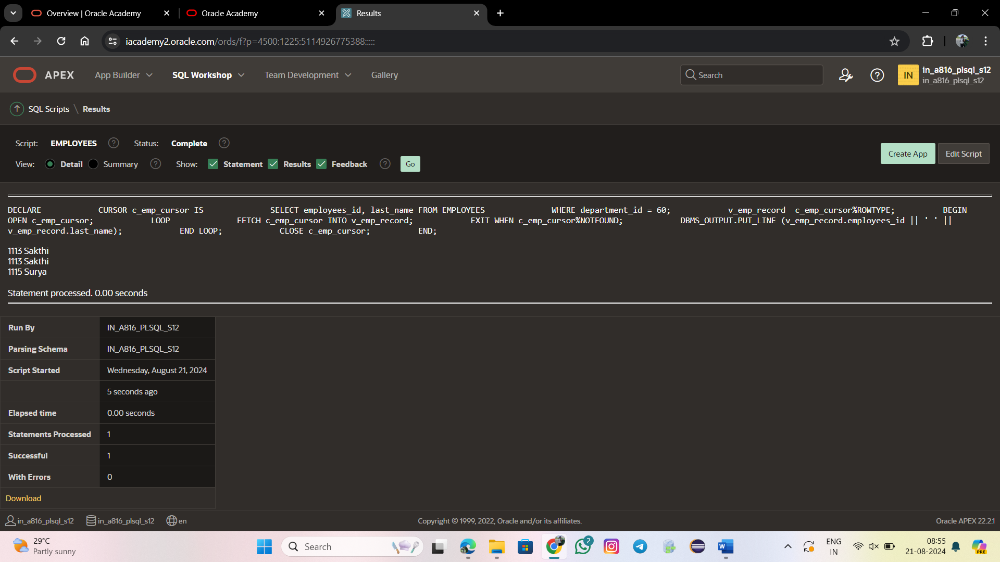 Overview | Oracle Academy
Oracle Academy
Results
iacademy2.oracle.com/ords/f?p=4500:1225:5114926775388:::::
APEX
App Builder
SQL Workshop
Team Development
Gallery
Search
IN
in_a816_plsql_s12
in_a816_plsql_s12
SQL Scripts \ Results
Script: EMPLOYEES ? Status: Complete ?
View: Detail Summary ? Show: Statement Results Feedback ? Go
Create App
Edit Script
DECLARE CURSOR c_emp_cursor IS SELECT employees_id, last_name FROM EMPLOYEES WHERE department_id = 60; v_emp_record c_emp_cursor%ROWTYPE; BEGIN
OPEN c_emp_cursor; LOOP FETCH c_emp_cursor INTO v_emp_record; EXIT WHEN c_emp_cursor%NOTFOUND; DBMS_OUTPUT.PUT_LINE (v_emp_record.employees_id || ' ' ||
v_emp_record.last_name); END LOOP; CLOSE c_emp_cursor; END;
1113 Sakthi
1113 Sakthi
1115 Surya
Statement processed. 0.00 seconds
Run By IN_A816_PLSQL_S12
Parsing Schema IN_A816_PLSQL_S12
Script Started Wednesday, August 21, 2024
5 seconds ago
Elapsed time 0.00 seconds
Statements Processed 1
Successful 1
With Errors 0
Download
in_a816_plsql_s12 in_a816_plsql_s12 en
Copyright © 1999, 2022, Oracle and/or its affiliates.
Oracle APEX 22.2.1
29°C
Partly sunny
Search
2
W
ENG
IN
08:55
21-08-2024
PRE